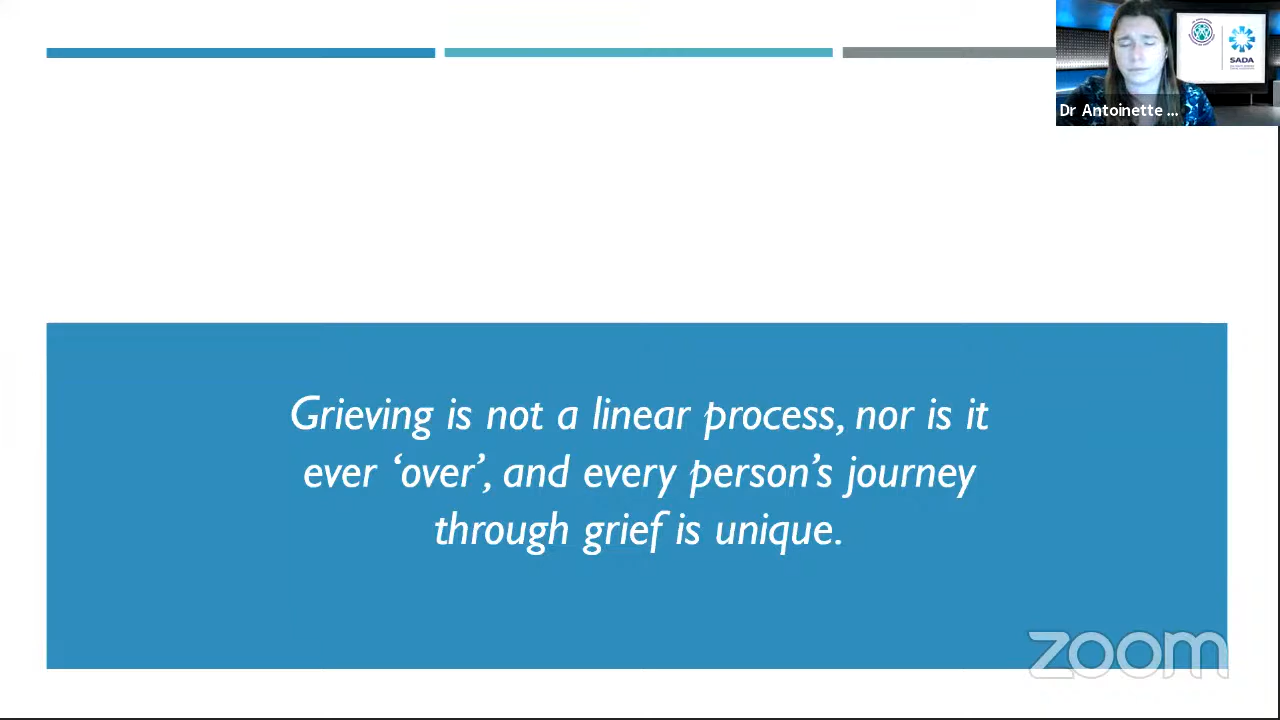 SADA
Dr Antoinette ...
Grieving is not a linear process, nor is it
ever ‘over’, and every person’s journey
through grief is unique.
zoom